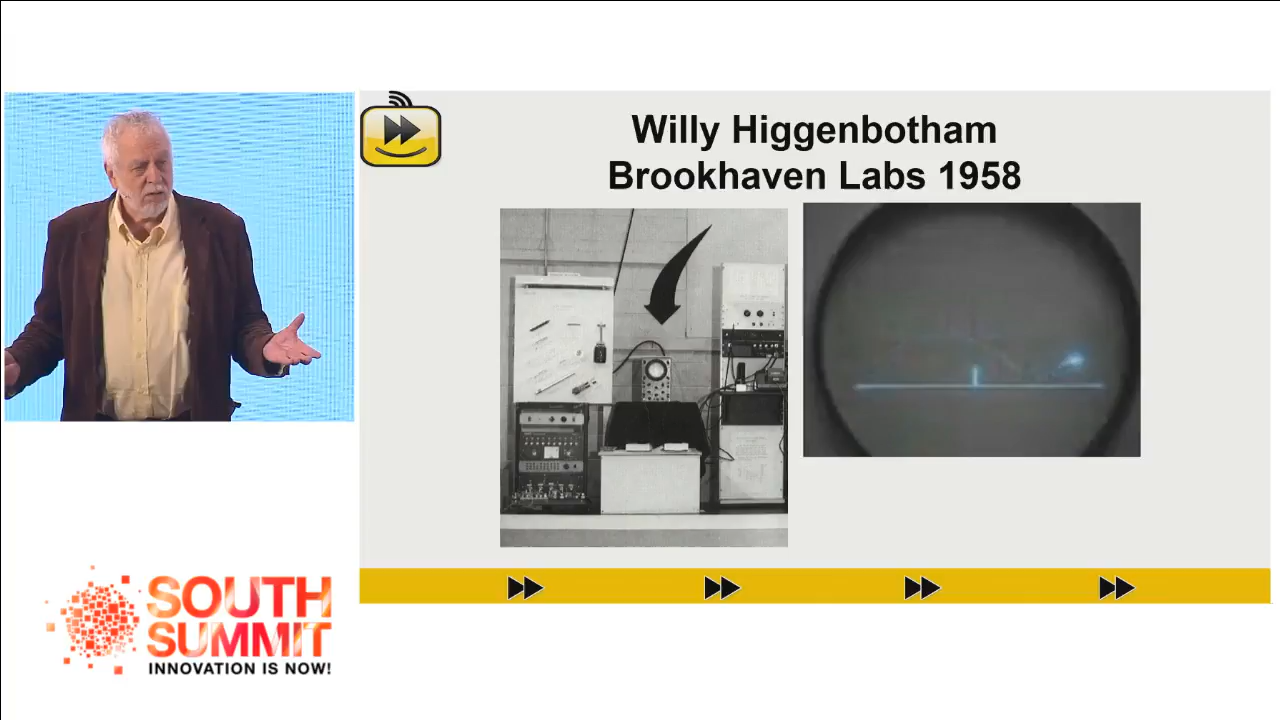 Willy Higgenbotham
Brookhaven Labs 1958
SOUTH
SUMMIT
INNOVATION IS NOW!